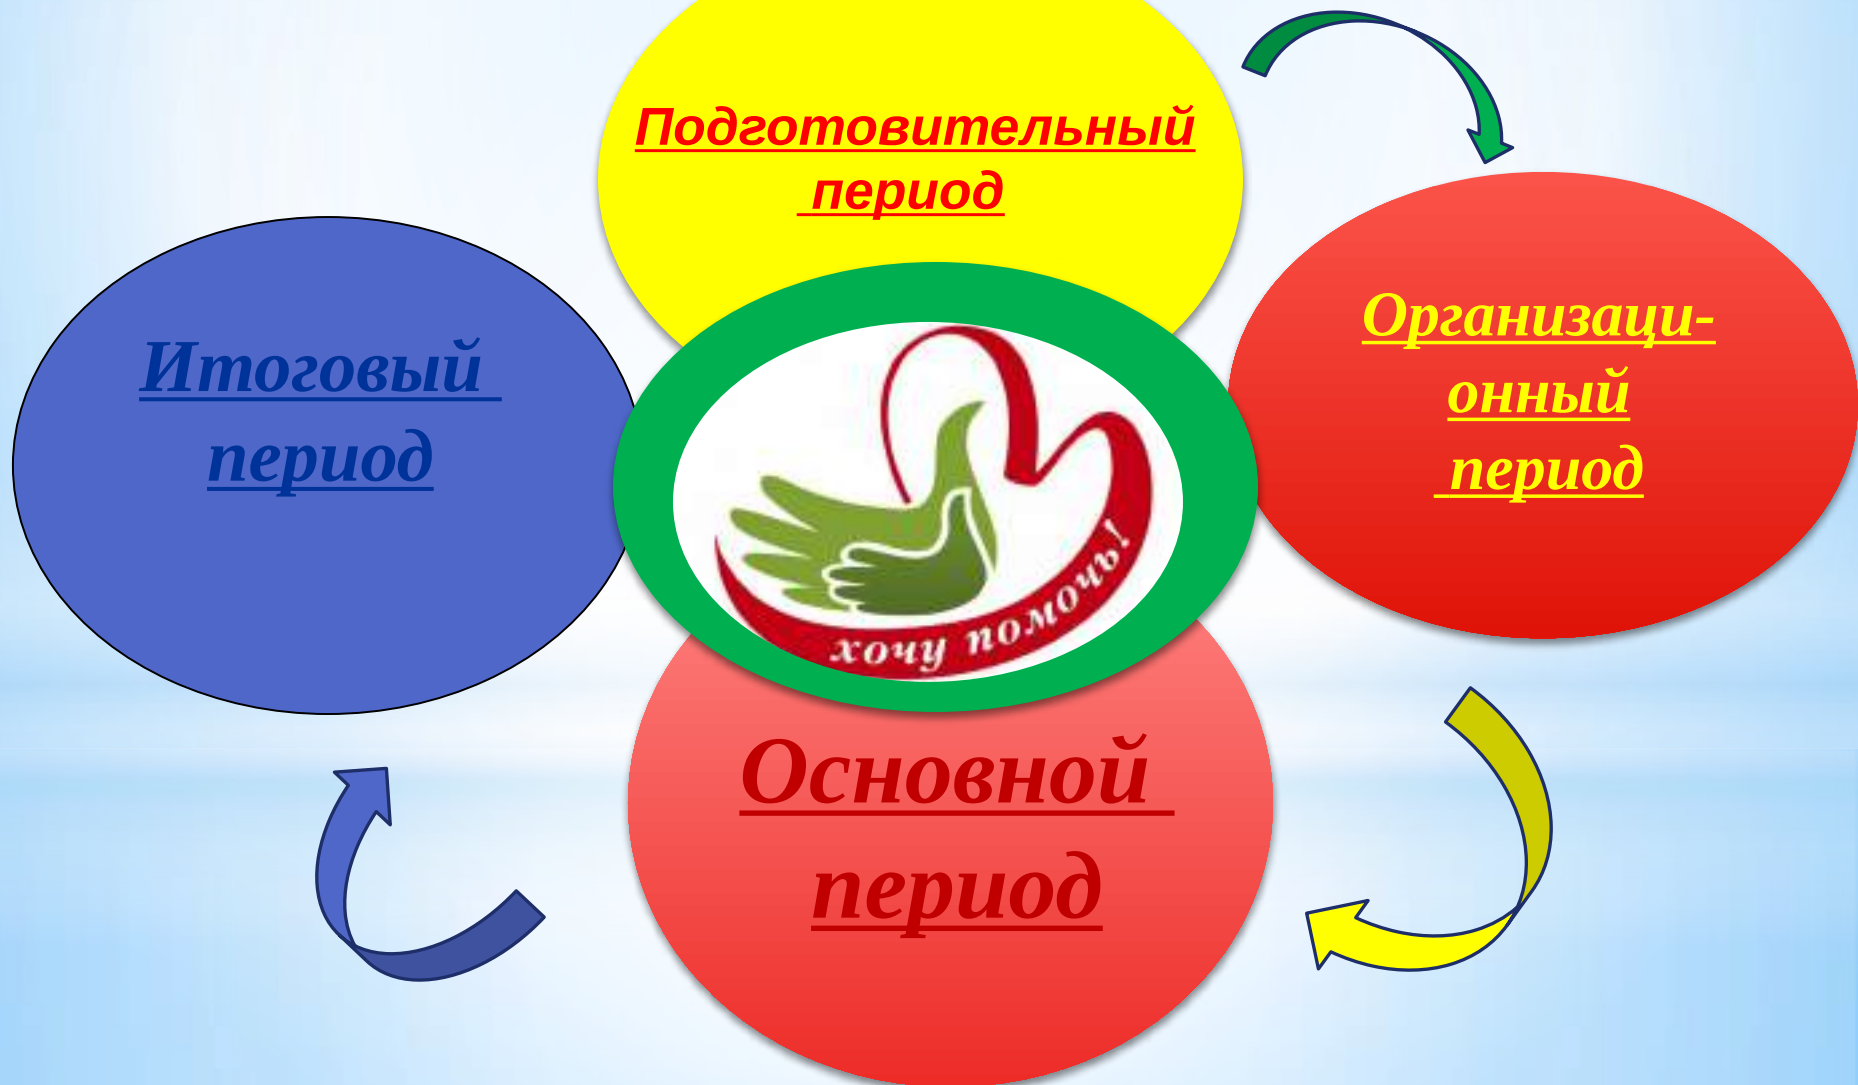 Подготовительный
период
Организаци-
онный
период
Итоговый
период
хочу помочь!
Основной
период